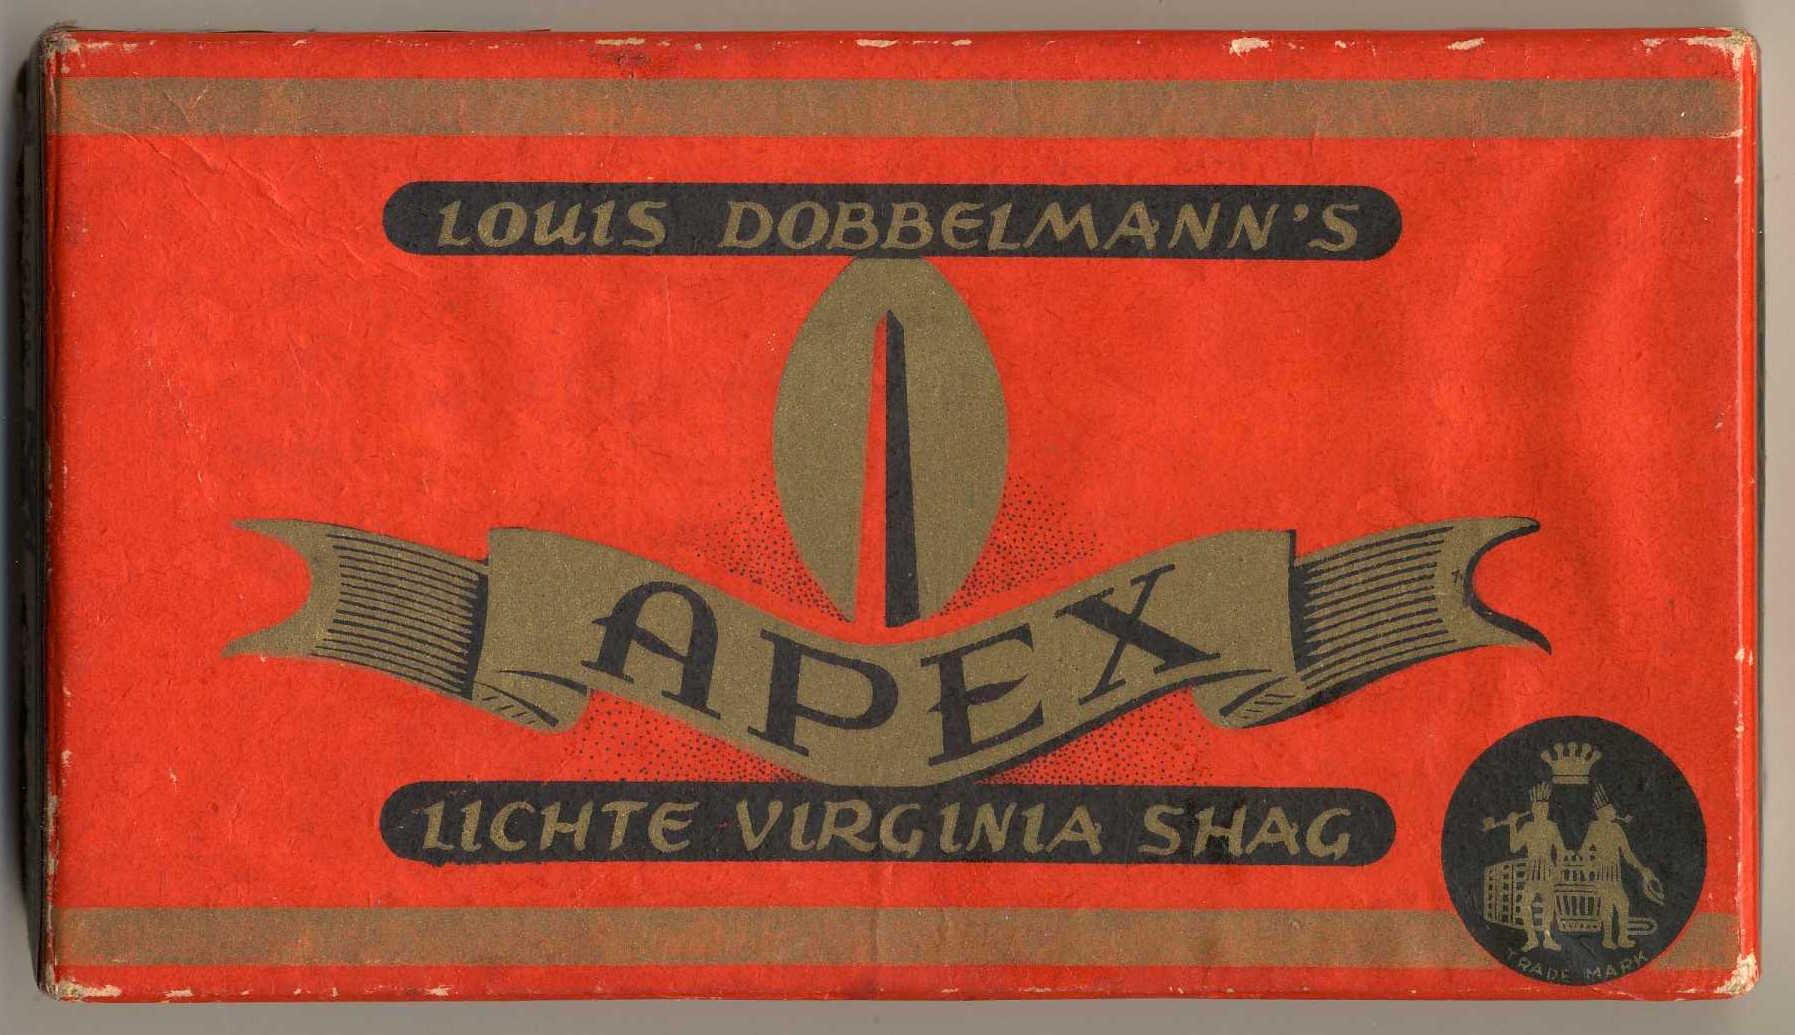 LOUIS DOBBELMANN'S
APEX
LICHTE VIRGINIA SHAG
TRADE MARK